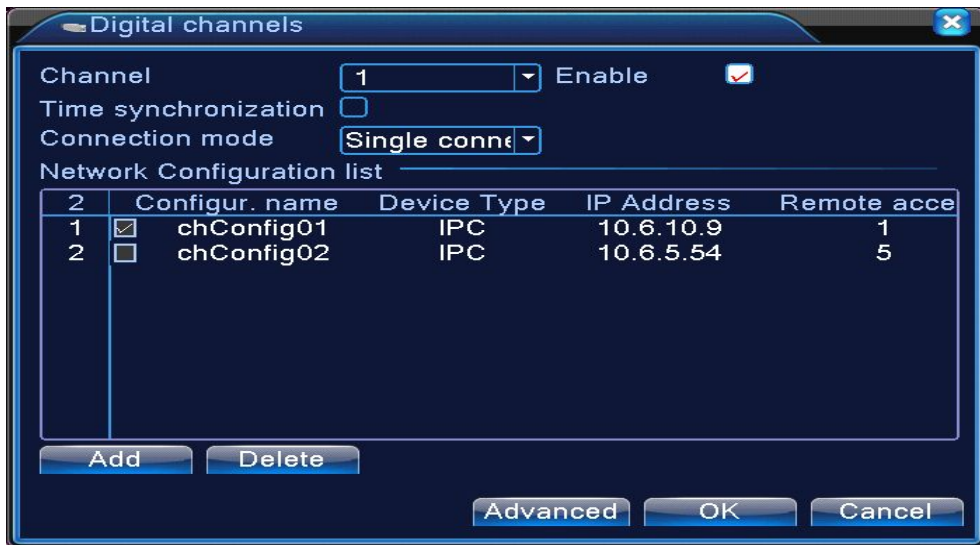 Digital channels
Channel 1 Enable
Time synchronization
Connection mode Single conne
Network Configuration list
2 Configur. name Device Type IP Address Remote acce
1 chConfig01 IPC 10.6.10.9 1
2 chConfig02 IPC 10.6.5.54 5
Add Delete
Advanced OK Cancel